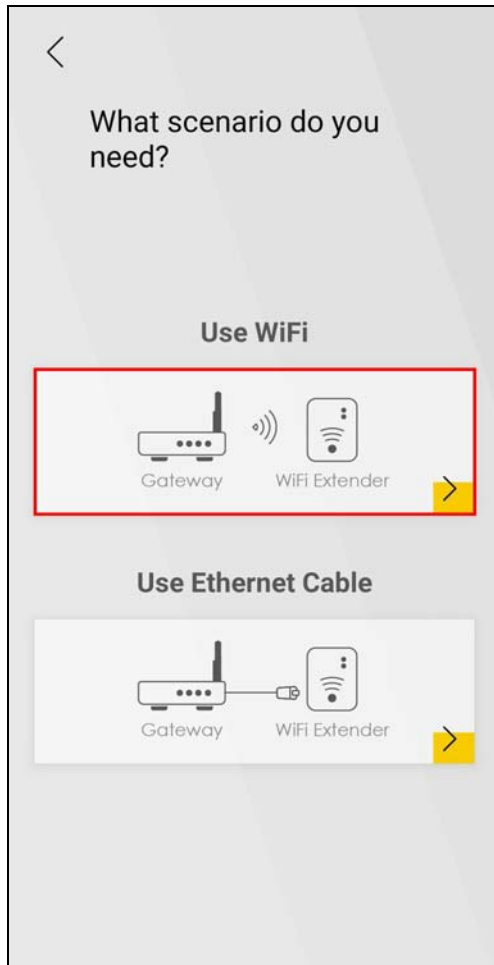 What scenario do you
need?
Use WiFi
Gateway WiFi Extender
Use Ethernet Cable
Gateway WiFi Extender